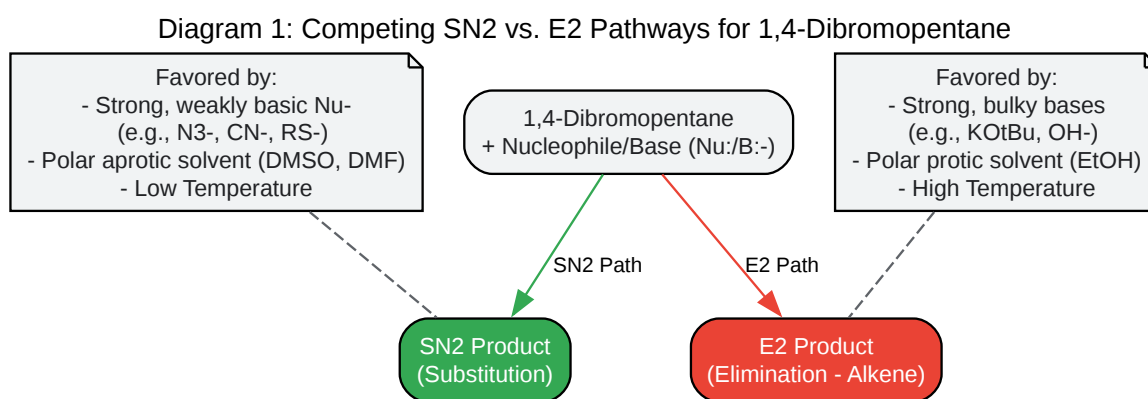 Diagram 1: Competing SN2 vs. E2 Pathways for 1,4-Dibromopentane
Favored by:
- Strong, weakly basic Nu-
(e.g., N3-, CN-, RS-)
- Polar aprotic solvent (DMSO, DMF)
- Low Temperature
1,4-Dibromopentane
+ Nucleophile/Base (Nu:/B:-)
Favored by:
- Strong, bulky bases
(e.g., KOtBu, OH-)
- Polar protic solvent (EtOH)
- High Temperature
SN2 Path
E2 Path
SN2 Product
(Substitution)
E2 Product
(Elimination - Alkene)